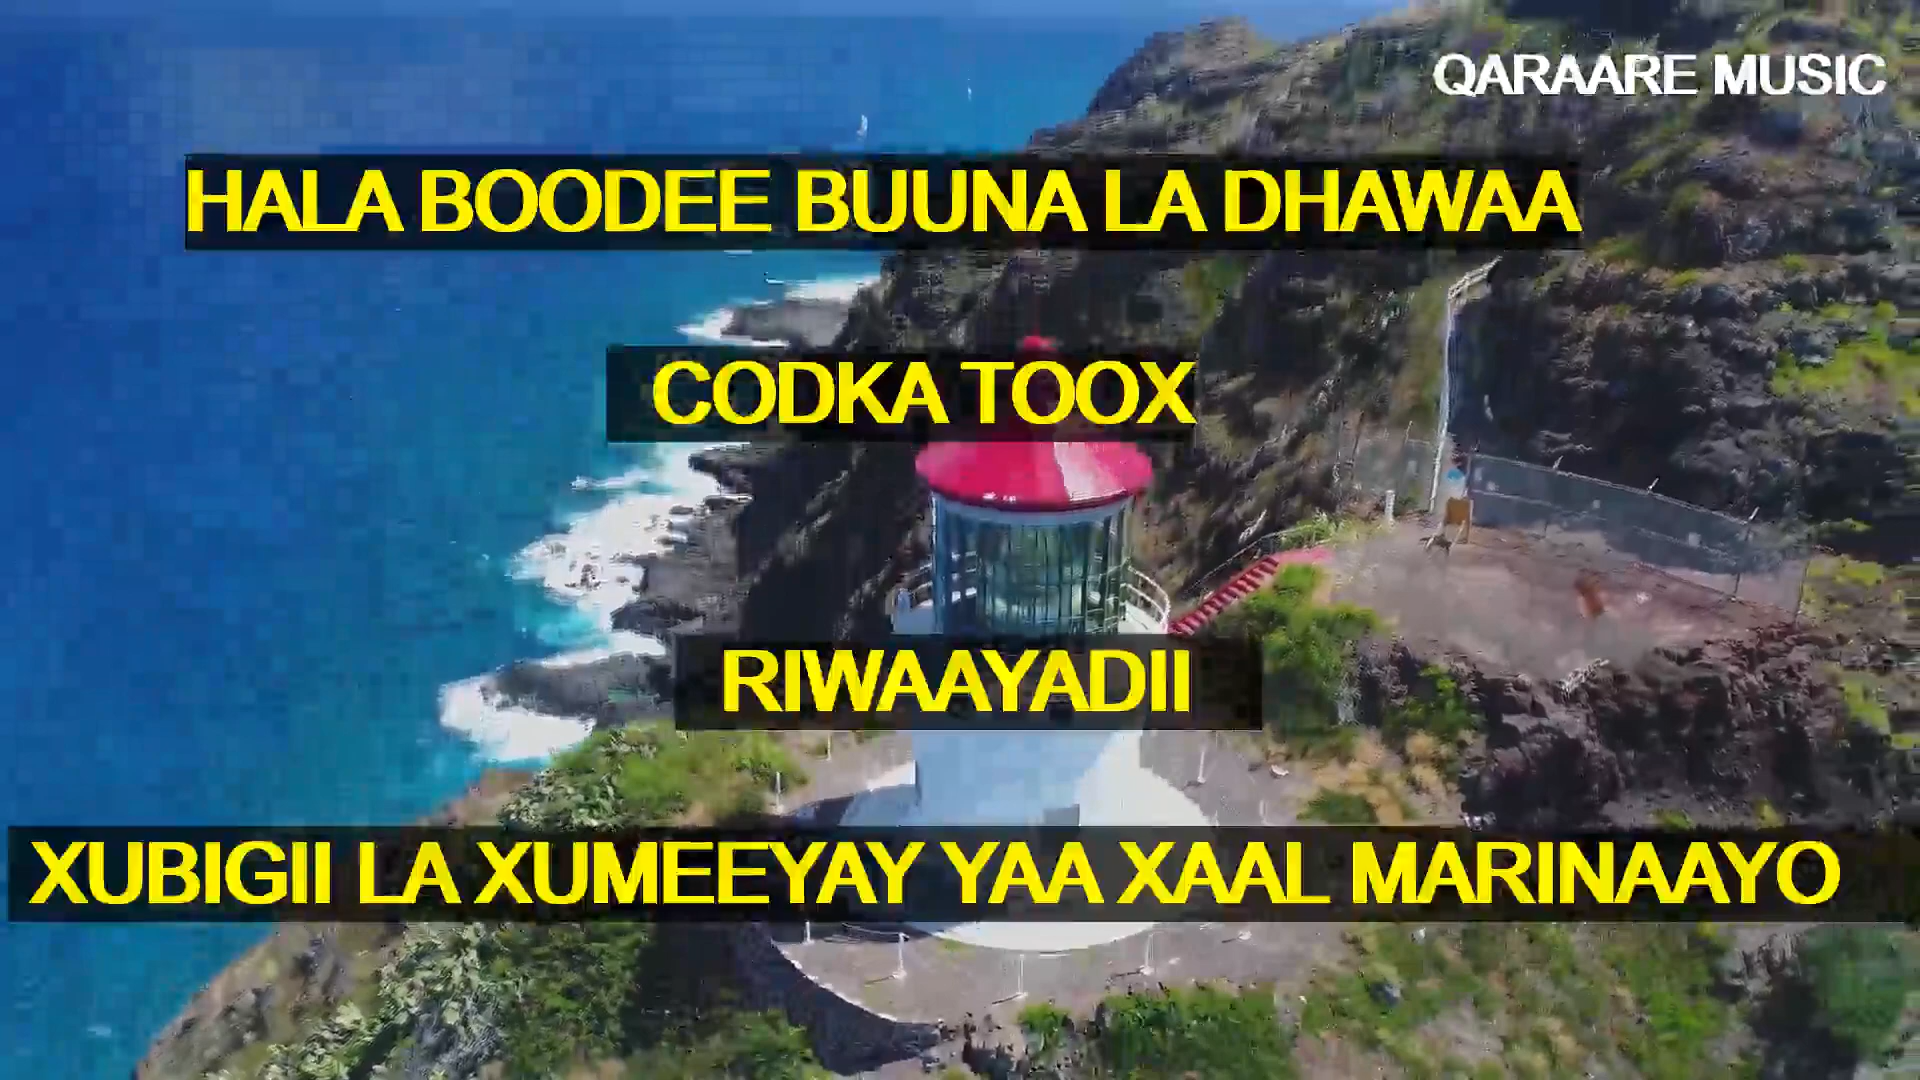 QARAARE MUSIC
HALA BOODEE BUUNA LA DHAWAA
CODKA TOOX
RIWAAYADII
XUBIGII LA XUMEEYAY YAA XAAL MARINAAYO